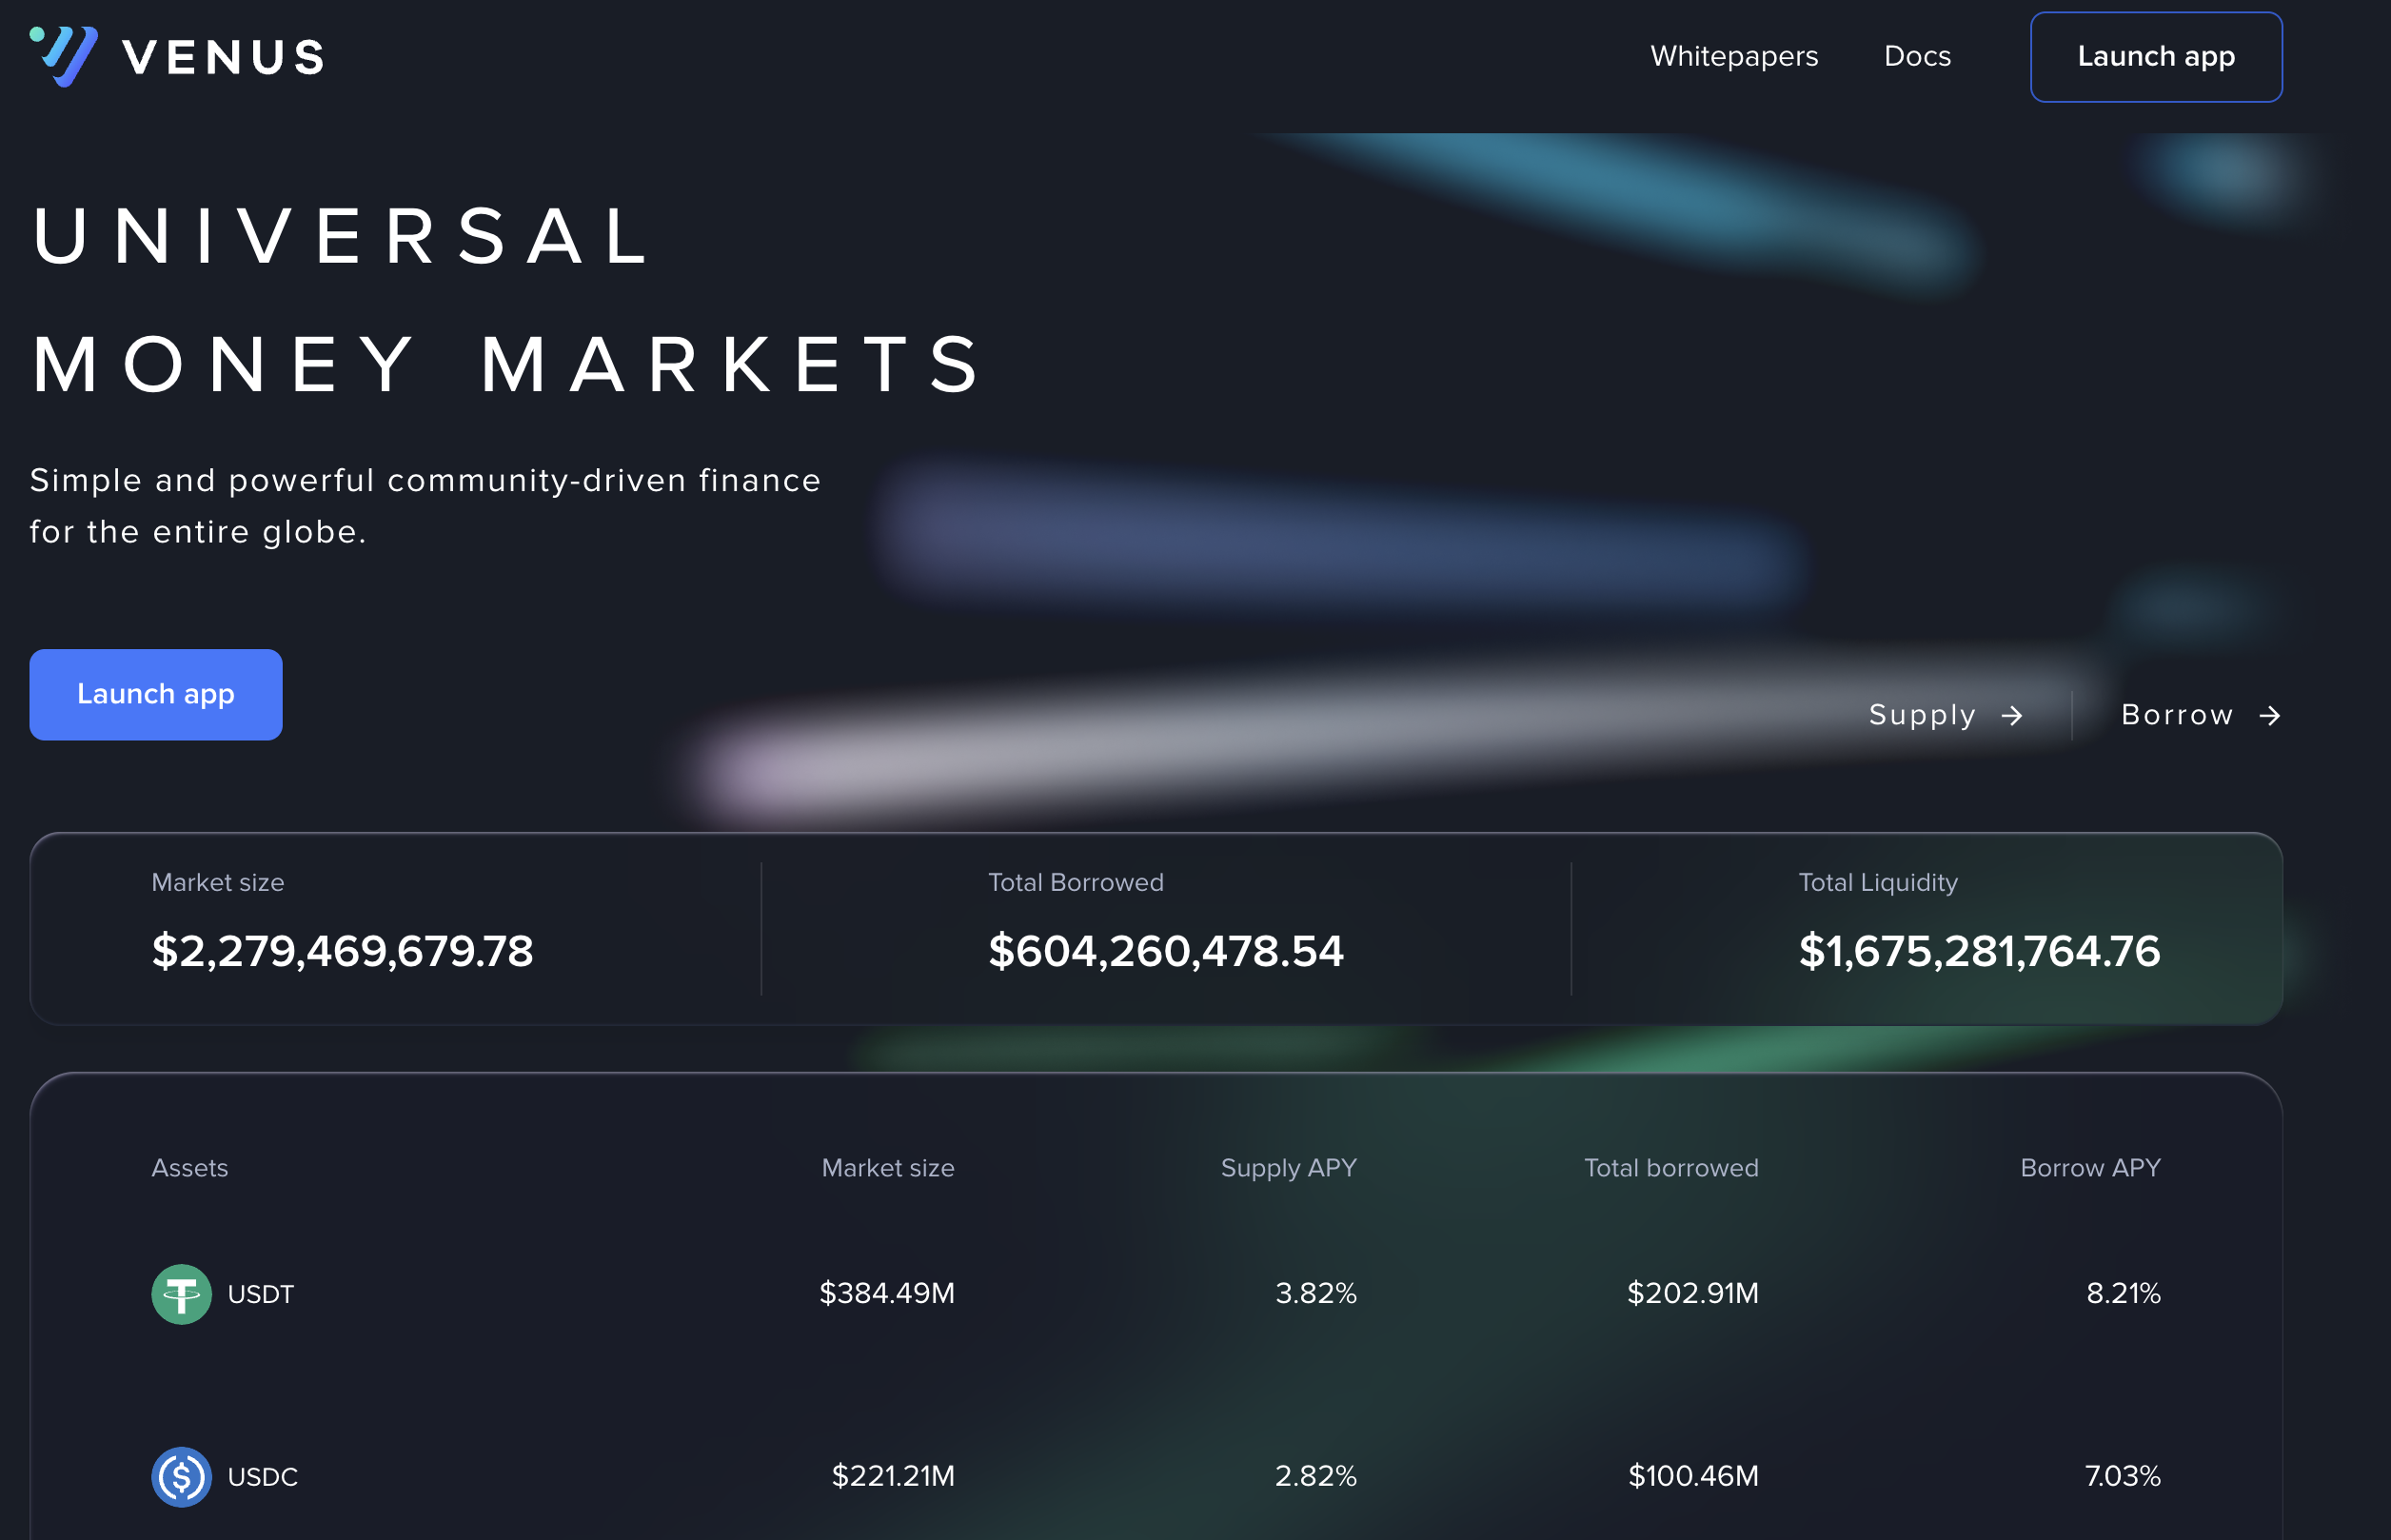 VENUS
Whitepapers Docs Launch app
UNIVERSAL
MONEY MARKETS
Simple and powerful community-driven finance
for the entire globe.
Launch app
Supply → Borrow →
Market size Total Borrowed Total Liquidity
$2,279,469,679.78 $604,260,478.54 $1,675,281,764.76
Assets Market size Supply APY Total borrowed Borrow APY
USDT $384.49M 3.82% $202.91M 8.21%
USDC $221.21M 2.82% $100.46M 7.03%